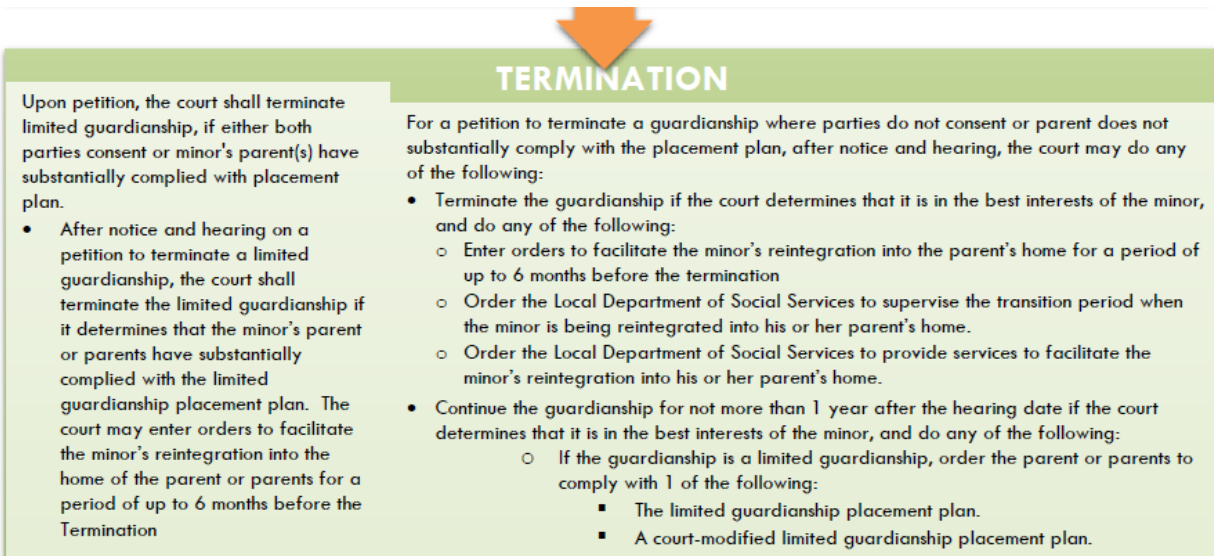 TERMINATION
Upon petition, the court shall terminate
limited guardianship, if either both
parties consent or minor's parent(s) have
substantially complied with placement
plan.
• After notice and hearing on a
petition to terminate a limited
guardianship, the court shall
terminate the limited guardianship if
it determines that the minor's parent
or parents have substantially
complied with the limited
guardianship placement plan. The
court may enter orders to facilitate
the minor's reintegration into the
home of the parent or parents for a
period of up to 6 months before the
Termination
For a petition to terminate a guardianship where parties do not consent or parent does not
substantially comply with the placement plan, after notice and hearing, the court may do any
of the following:
• Terminate the guardianship if the court determines that it is in the best interests of the minor,
and do any of the following:
o Enter orders to facilitate the minor's reintegration into the parent's home for a period of
up to 6 months before the termination
o Order the Local Department of Social Services to supervise the transition period when
the minor is being reintegrated into his or her parent's home.
o Order the Local Department of Social Services to provide services to facilitate the
minor's reintegration into his or her parent's home.
• Continue the guardianship for not more than 1 year after the hearing date if the court
determines that it is in the best interests of the minor, and do any of the following:
o If the guardianship is a limited guardianship, order the parent or parents to
comply with 1 of the following:
▪ The limited guardianship placement plan.
▪ A court-modified limited guardianship placement plan.